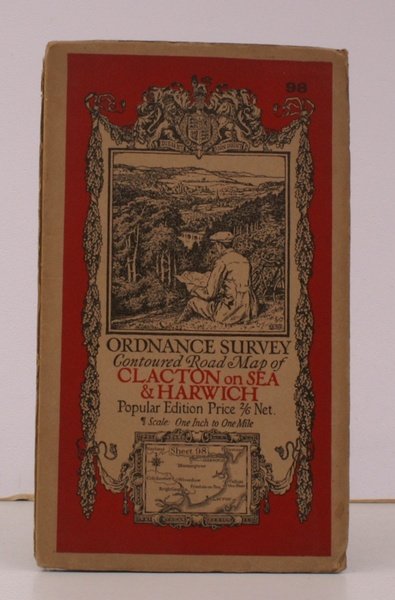 98
ORDNANCE SURVEY
Contoured Road Map of
CLACTON on SEA
& HARWICH
Popular Edition Price 2/6 Net.
¶ Scale: One Inch to One Mile
Sheet 98